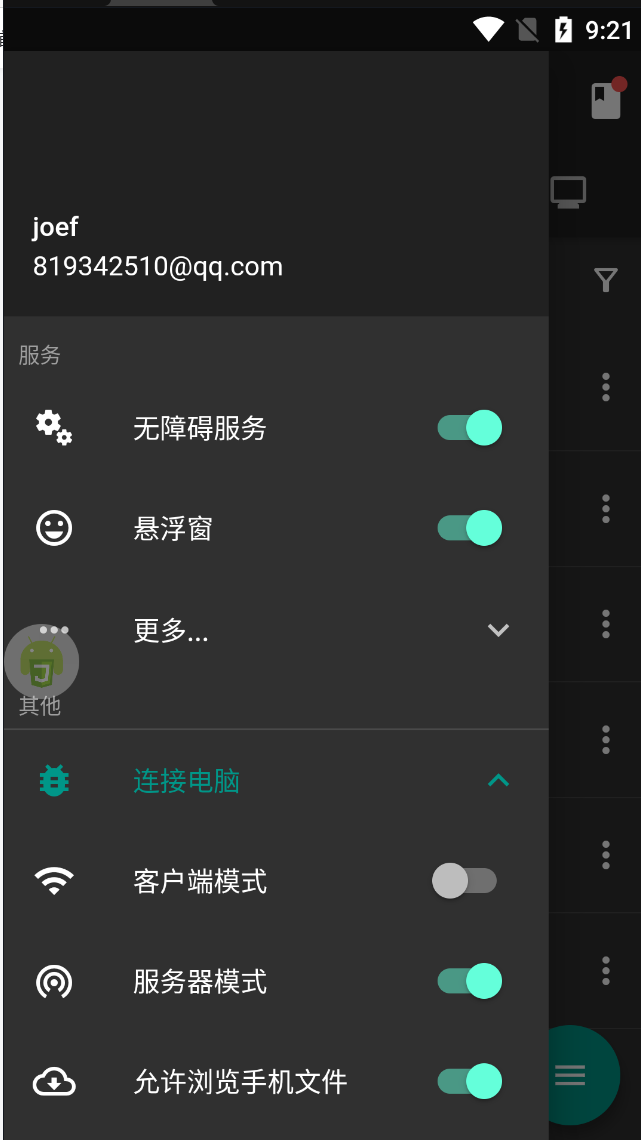 9:21
joef
819342510@qq.com
服务
无障碍服务
悬浮窗
更多...
其他
连接电脑
客户端模式
服务器模式
允许浏览手机文件